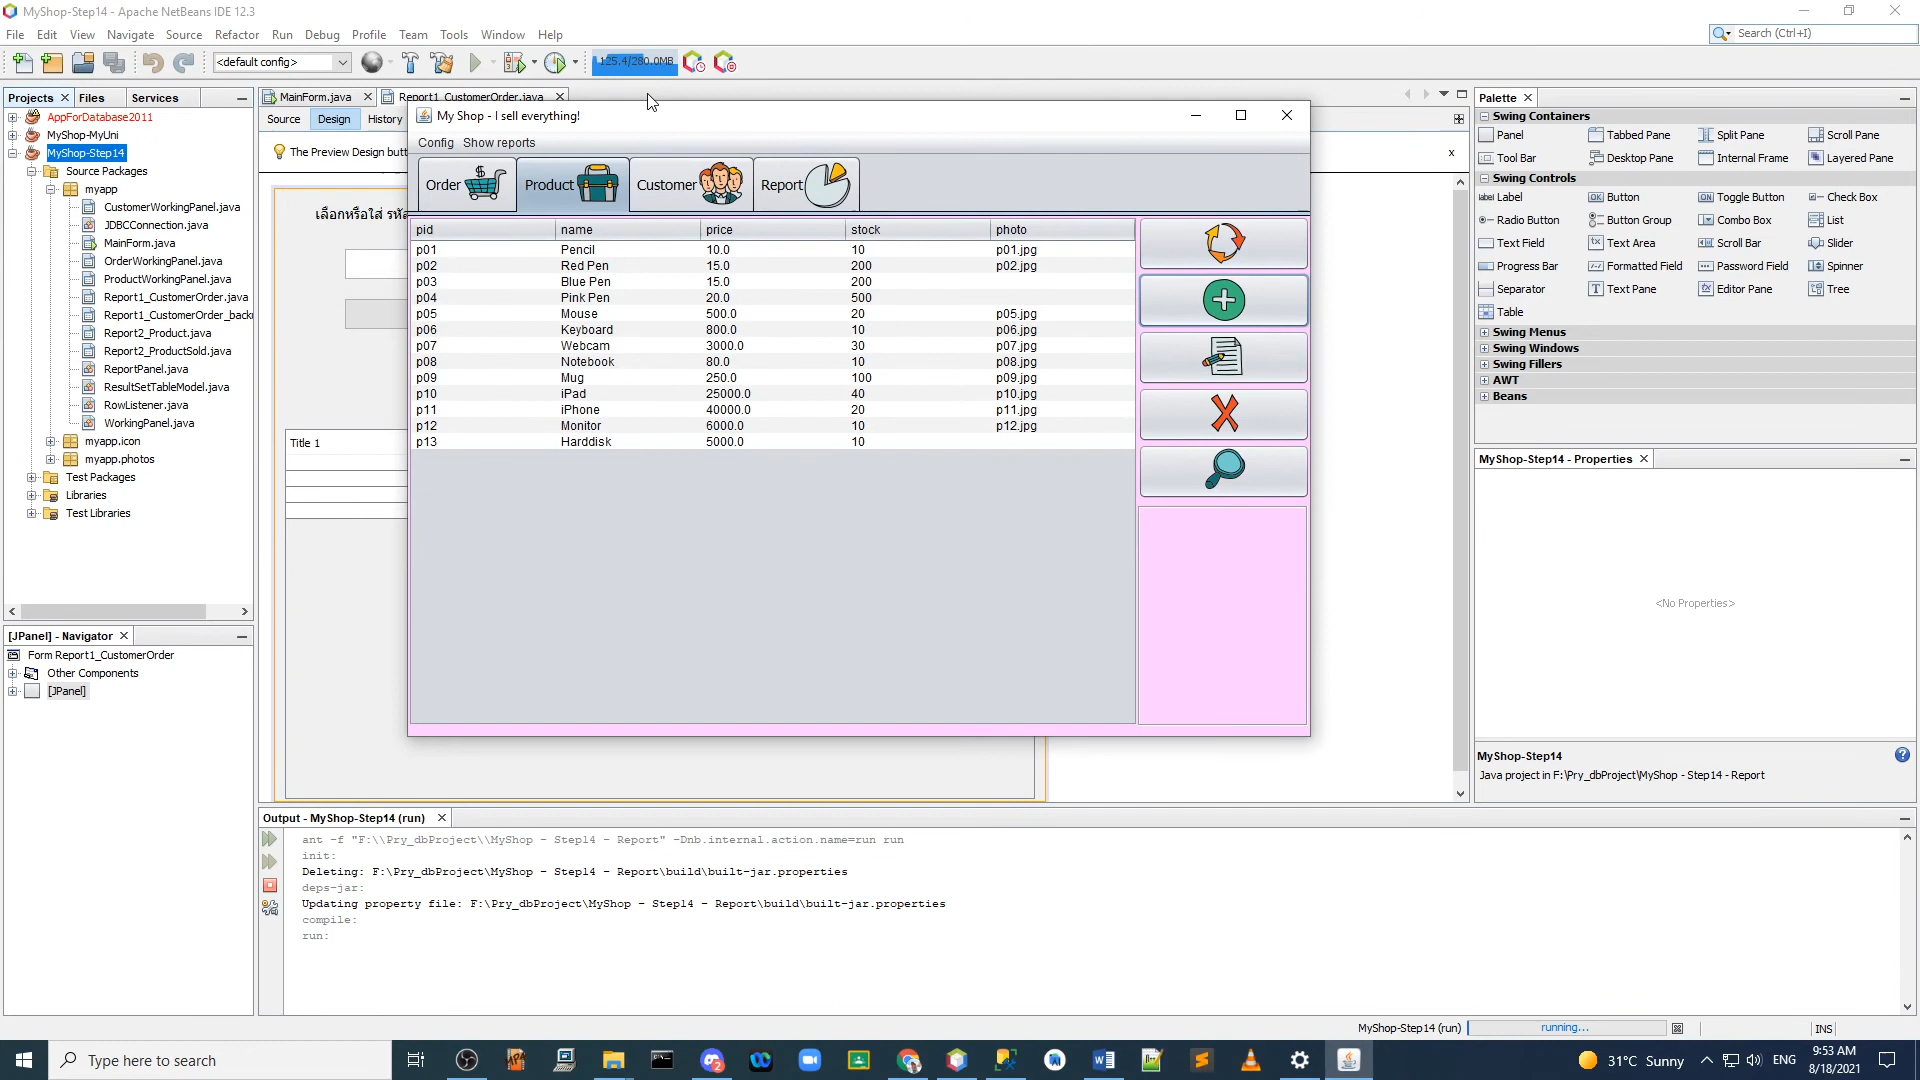 MyShop-Step14 - Apache NetBeans IDE 12.3
File Edit View Navigate Source Refactor Run Debug Profile Team Tools Window Help
Search (Ctrl+I)
<default config>
125.4/280.0MB
Projects Files Services
MainForm.java Report1_CustomerOrder.java
Source Design History
The Preview Design
เลือกหรือใส่
Title 1
AppForDatabase2011
MyShop-MyUni
MyShop-Step14
Source Packages
myapp
CustomerWorkingPanel.java
JDBCConnection.java
MainForm.java
OrderWorkingPanel.java
ProductWorkingPanel.java
Report1_CustomerOrder.java
Report1_CustomerOrder_back
Report2_Product.java
Report2_ProductSold.java
ReportPanel.java
ResultSetTableModel.java
RowListener.java
WorkingPanel.java
myapp.icon
myapp.photos
Test Packages
Libraries
Test Libraries
[JPanel] - Navigator
Form Report1_CustomerOrder
Other Components
[JPanel]
My Shop - I sell everything!
Config Show reports
Order Product Customer Report
pid name price stock photo
p01 Pencil 10.0 10 p01.jpg
p02 Red Pen 15.0 200 p02.jpg
p03 Blue Pen 15.0 200
p04 Pink Pen 20.0 500
p05 Mouse 500.0 20 p05.jpg
p06 Keyboard 800.0 10 p06.jpg
p07 Webcam 3000.0 30 p07.jpg
p08 Notebook 80.0 10 p08.jpg
p09 Mug 250.0 100 p09.jpg
p10 iPad 25000.0 40 p10.jpg
p11 iPhone 40000.0 20 p11.jpg
p12 Monitor 6000.0 10 p12.jpg
p13 Harddisk 5000.0 10
Palette
Swing Containers
Panel Tabbed Pane Split Pane Scroll Pane
Tool Bar Desktop Pane Internal Frame Layered Pane
Swing Controls
Label Button Toggle Button Check Box
Radio Button Button Group Combo Box List
Text Field Text Area Scroll Bar Slider
Progress Bar Formatted Field Password Field Spinner
Separator Text Pane Editor Pane Tree
Table
Swing Menus
Swing Windows
Swing Fillers
AWT
Beans
MyShop-Step14 - Properties
<No Properties>
MyShop-Step14
Java project in F:\Pry_dbProject\MyShop - Step14 - Report
Output - MyShop-Step14 (run)
ant -f "F:\\Pry_dbProject\\MyShop - Step14 - Report" -Dnb.internal.action.name=run run
init:
Deleting: F:\Pry_dbProject\MyShop - Step14 - Report\build\built-jar.properties
deps-jar:
Updating property file: F:\Pry_dbProject\MyShop - Step14 - Report\build\built-jar.properties
compile:
run:
MyShop-Step14 (run) running... INS
Type here to search
31°C Sunny ENG 9:53 AM
8/18/2021